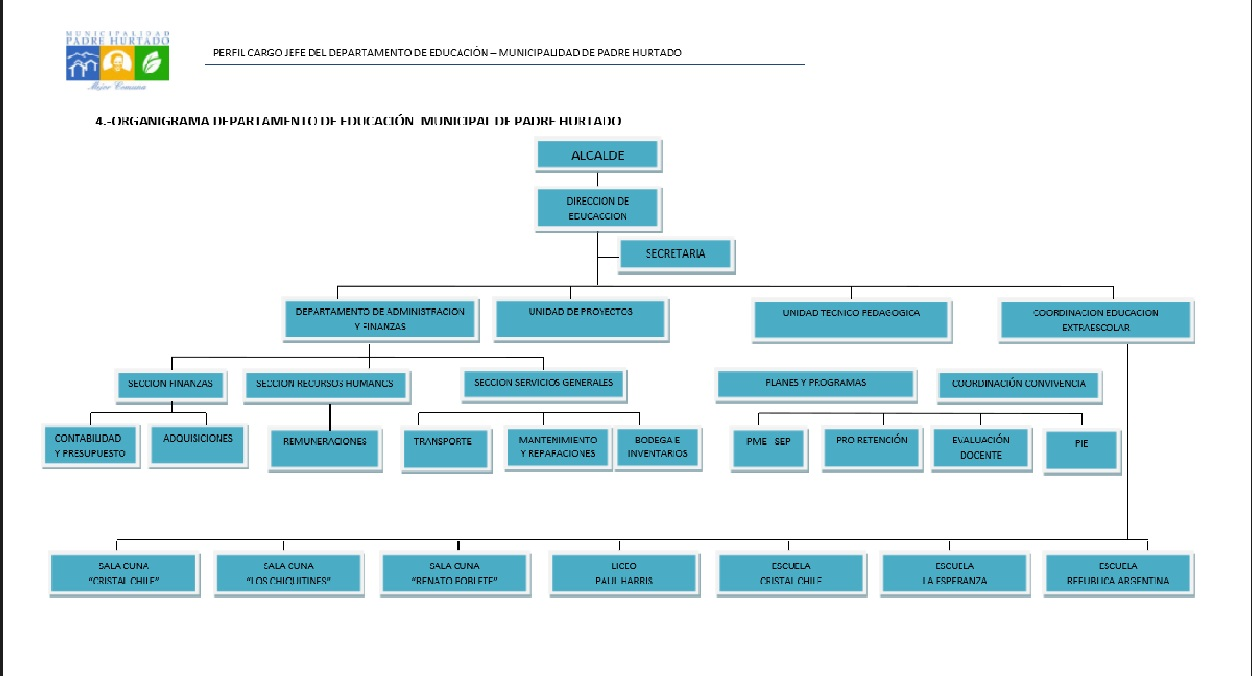 MUNICIPALIDAD
PADRE HURTADO
Mejor Comuna
PERFIL CARGO JEFE DEL DEPARTAMENTO DE EDUCACIÓN – MUNICIPALIDAD DE PADRE HURTADO
4.-ORGANIGRAMA DEPARTAMENTO DE EDUCACIÓN MUNICIPAL DE PADRE HURTADO
ALCALDE
DIRECCION DE
EDUCACCION
SECRETARIA
DEPARTAMENTO DE ADMINISTRACION
Y FINANZAS
UNIDAD DE PROYECTOS
UNIDAD TECNICO PEDAGOGICA
COORDINACION EDUCACION
EXTRAESCOLAR
SECCION FINANZAS
SECCION RECURSOS HUMANOS
SECCION SERVICIOS GENERALES
PLANES Y PROGRAMAS
COORDINACIÓN CONVIVENCIA
CONTABILIDAD
Y PRESUPUESTO
ADQUISICIONES
REMUNERACIONES
TRANSPORTE
MANTENIMIENTO
Y REPARACIONES
BODEGA E
INVENTARIOS
PME SEP
PRO RETENCIÓN
EVALUACIÓN
DOCENTE
PIE
SALA CUNA
“CRISTAL CHILE”
SALA CUNA
“LOS CHIQUITINES”
SALA CUNA
“RENATO POBLETE”
LICEO
PAUL HARRIS
ESCUELA
CRISTAL CHILE
ESCUELA
LA ESPERANZA
ESCUELA
REPUBLICA ARGENTINA